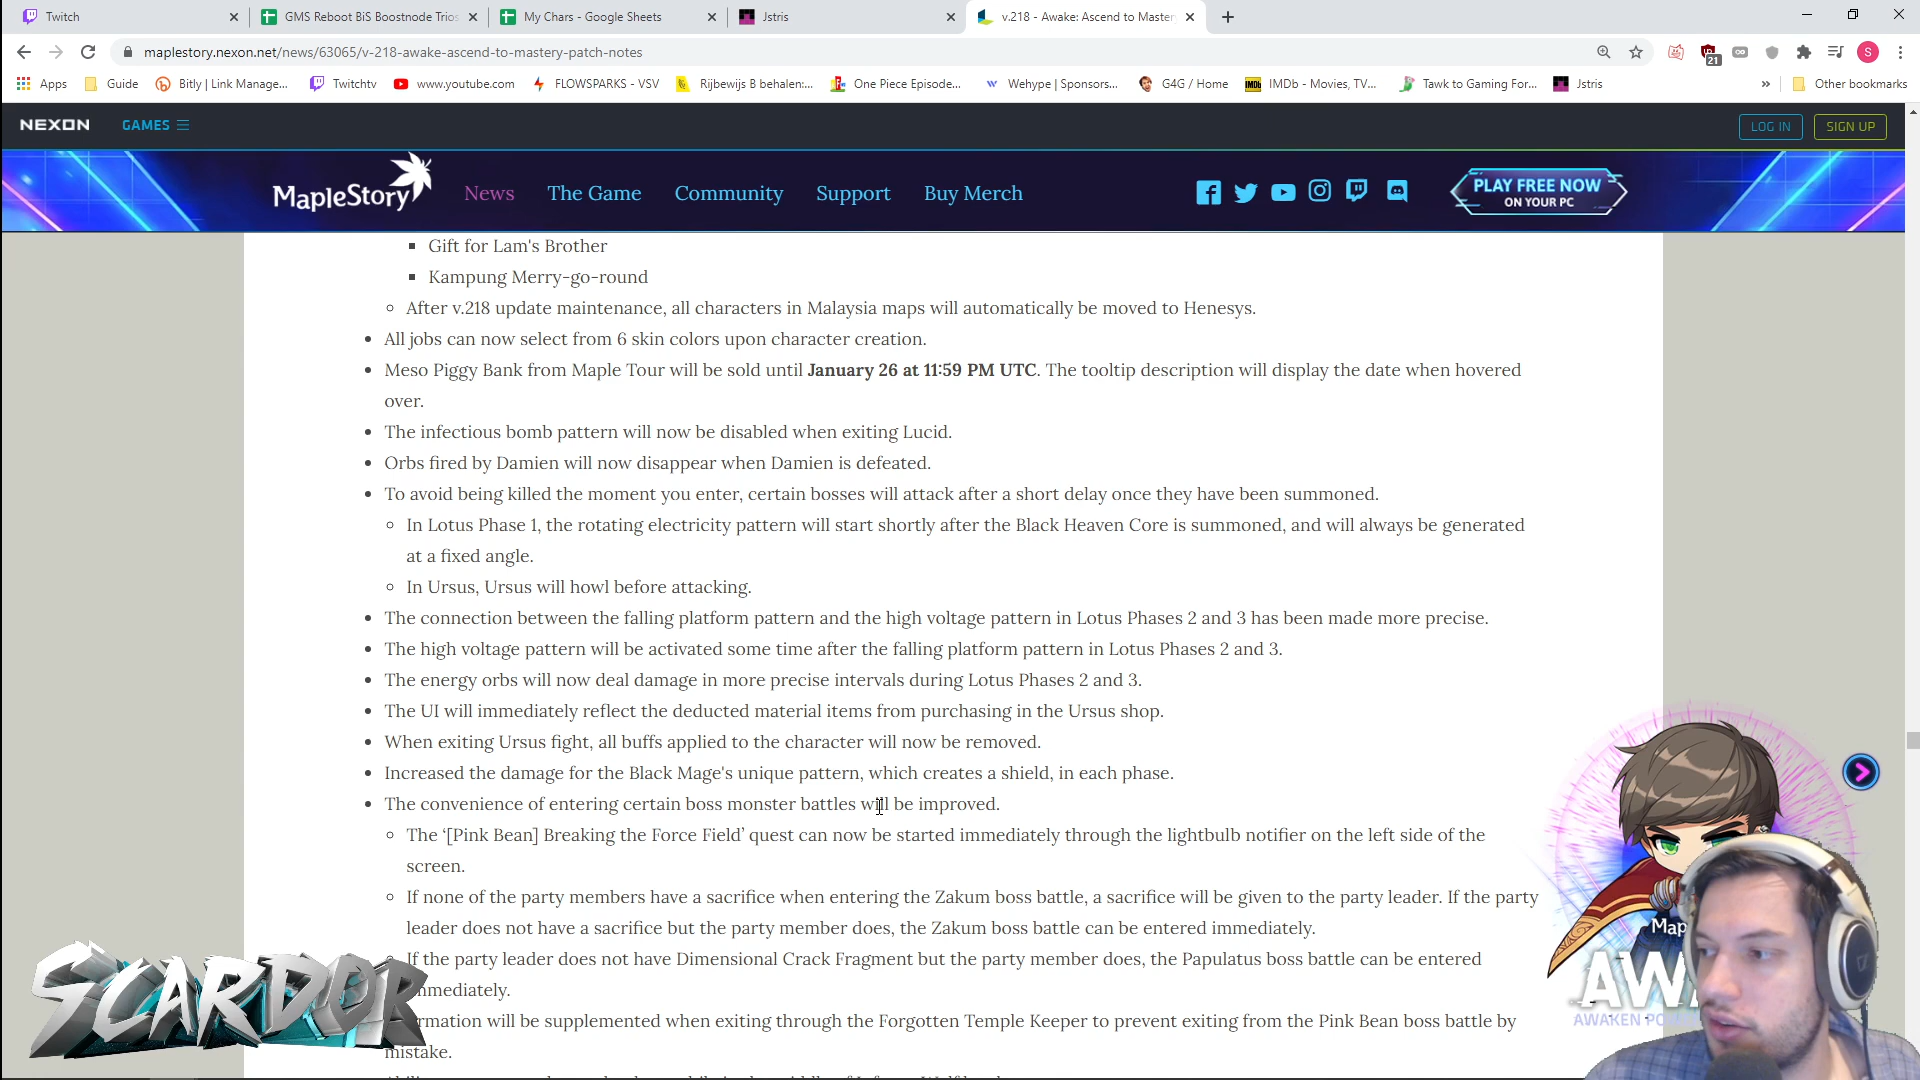 Twitch
GMS Reboot BiS Boostnode Trios
My Chars - Google Sheets
Jstris
v.218 - Awake: Ascend to Master
maplestory.nexon.net/news/63065/v-218-awake-ascend-to-mastery-patch-notes
21
S
Apps
Guide
Bitly | Link Manage...
Twitchtv
www.youtube.com
FLOWSPARKS - VSV
Rijbewijs B behalen:...
One Piece Episode...
Wehype | Sponsors...
G4G / Home
IMDb - Movies, TV...
Tawk to Gaming For...
Jstris
»
Other bookmarks
NEXON
GAMES
LOG IN
SIGN UP
MapleStory
News
The Game
Community
Support
Buy Merch
PLAY FREE NOW
ON YOUR PC
Gift for Lam's Brother
Kampung Merry-go-round
After v.218 update maintenance, all characters in Malaysia maps will automatically be moved to Henesys.
All jobs can now select from 6 skin colors upon character creation.
Meso Piggy Bank from Maple Tour will be sold until January 26 at 11:59 PM UTC. The tooltip description will display the date when hovered
over.
The infectious bomb pattern will now be disabled when exiting Lucid.
Orbs fired by Damien will now disappear when Damien is defeated.
To avoid being killed the moment you enter, certain bosses will attack after a short delay once they have been summoned.
In Lotus Phase 1, the rotating electricity pattern will start shortly after the Black Heaven Core is summoned, and will always be generated
at a fixed angle.
In Ursus, Ursus will howl before attacking.
The connection between the falling platform pattern and the high voltage pattern in Lotus Phases 2 and 3 has been made more precise.
The high voltage pattern will be activated some time after the falling platform pattern in Lotus Phases 2 and 3.
The energy orbs will now deal damage in more precise intervals during Lotus Phases 2 and 3.
The UI will immediately reflect the deducted material items from purchasing in the Ursus shop.
When exiting Ursus fight, all buffs applied to the character will now be removed.
Increased the damage for the Black Mage's unique pattern, which creates a shield, in each phase.
The convenience of entering certain boss monster battles will be improved.
The ‘[Pink Bean] Breaking the Force Field’ quest can now be started immediately through the lightbulb notifier on the left side of the
screen.
If none of the party members have a sacrifice when entering the Zakum boss battle, a sacrifice will be given to the party leader. If the party
leader does not have a sacrifice but the party member does, the Zakum boss battle can be entered immediately.
If the party leader does not have Dimensional Crack Fragment but the party member does, the Papulatus boss battle can be entered
mmediately.
rmation will be supplemented when exiting through the Forgotten Temple Keeper to prevent exiting from the Pink Bean boss battle by
mistake.
SCARDOR
Map
AWA
AWAKEN PO